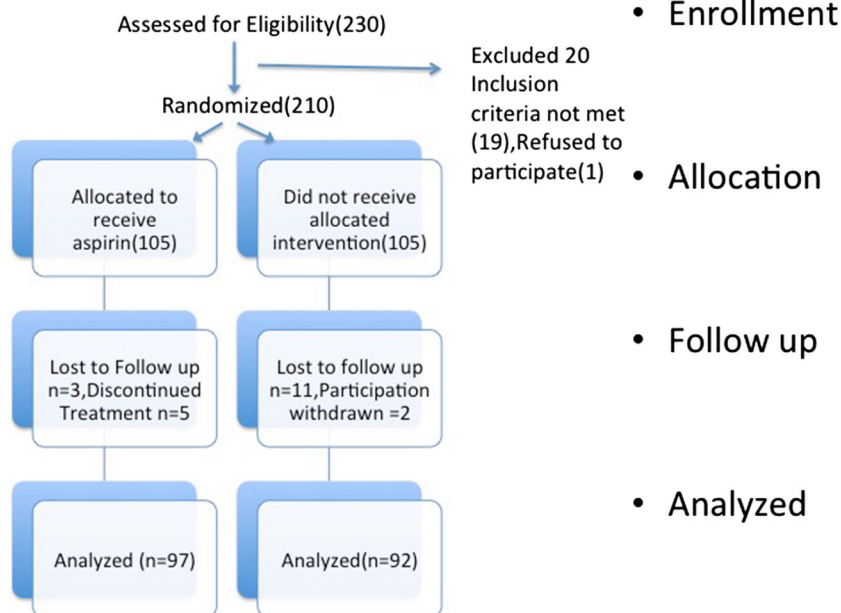 Assessed for Eligibility(230)
• Enrollment
Excluded 20
Inclusion
criteria not met
(19),Refused to
participate(1)
Randomized(210)
• Allocation
Allocated to
receive
aspirin(105)
Did not receive
allocated
intervention(105)
• Follow up
Lost to Follow up
n=3,Discontinued
Treatment n=5
Lost to follow up
n=11,Participation
withdrawn =2
• Analyzed
Analyzed (n=97)
Analyzed(n=92)